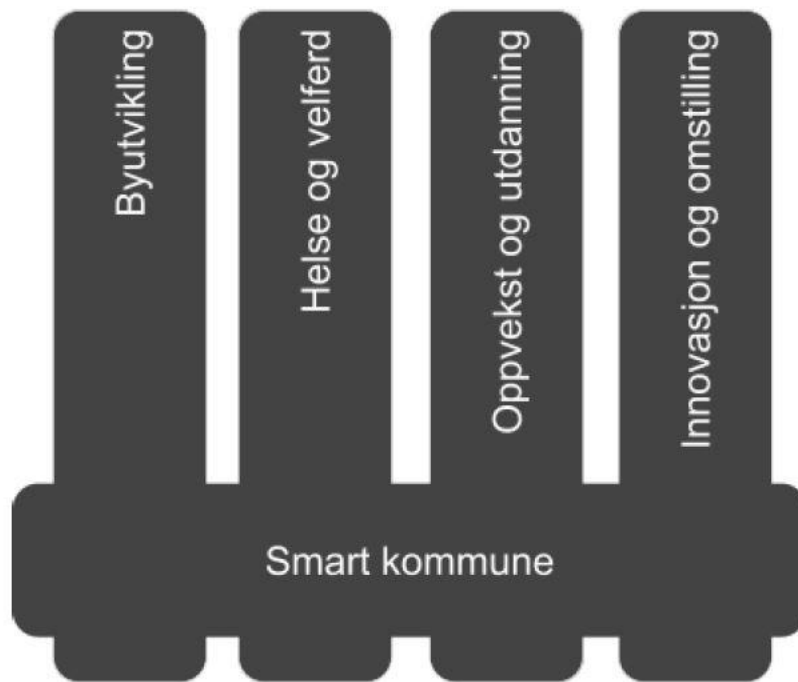 Byutvikling
Helse og velferd
Oppvekst og utdanning
Innovasjon og omstilling
Smart kommune